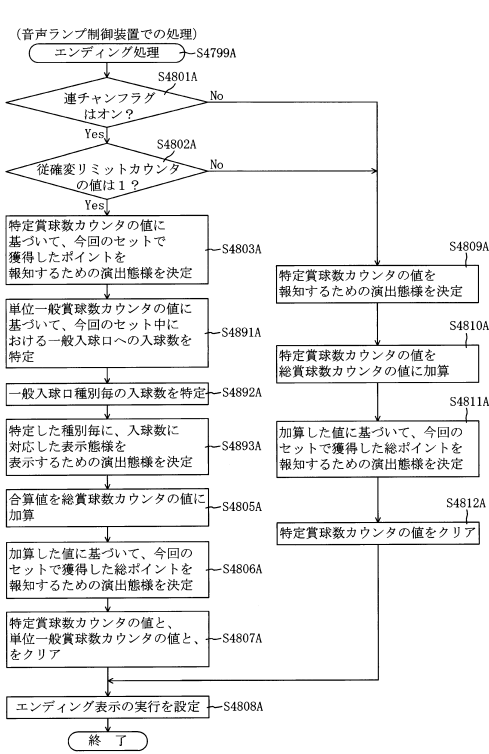 (音声ランプ制御装置での処理)
エンディング処理
S4799A
S4801A
連チャンフラグ
はオン?
No
Yes
S4802A
従確変リミットカウンタ
の値は1?
No
Yes
特定賞球数カウンタの値に
基づいて、今回のセットで
獲得したポイントを
報知するための演出態様を決定
S4803A
単位一般賞球数カウンタの値に
基づいて、今回のセット中に
おける一般入球口への入球数を
特定
S4891A
一般入球口種別毎の入球数を特定
S4892A
特定した種別毎に、入球数に
対応した表示態様を
表示するための演出態様を決定
S4893A
合算値を総賞球数カウンタの値に
加算
S4805A
加算した値に基づいて、今回の
セットで獲得した総ポイントを
報知するための演出態様を決定
S4806A
特定賞球数カウンタの値と、
単位一般賞球数カウンタの値と、
をクリア
S4807A
S4809A
特定賞球数カウンタの値を
報知するための演出態様を決定
S4810A
特定賞球数カウンタの値を
総賞球数カウンタの値に加算
S4811A
加算した値に基づいて、今回の
セットで獲得した総ポイントを
報知するための演出態様を決定
S4812A
特定賞球数カウンタの値をクリア
エンディング表示の実行を設定
S4808A
終 了